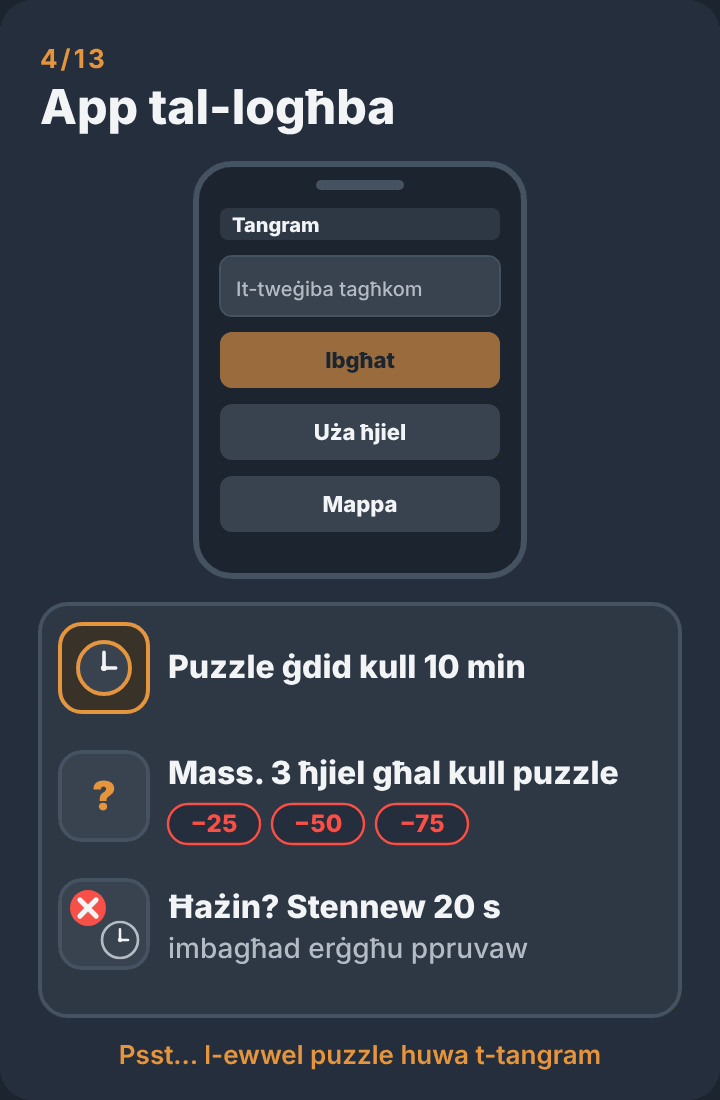 4/13
App tal-logħba
Tangram
It-tweġiba tagħkom
Ibgħat
Uża ħjiel
Mappa
Puzzle ġdid kull 10 min
?
Mass. 3 ħjiel għal kull puzzle
−25 −50 −75
Ħażin? Stennew 20 s
imbagħad erġgħu ppruvaw
Psst... l-ewwel puzzle huwa t-tangram